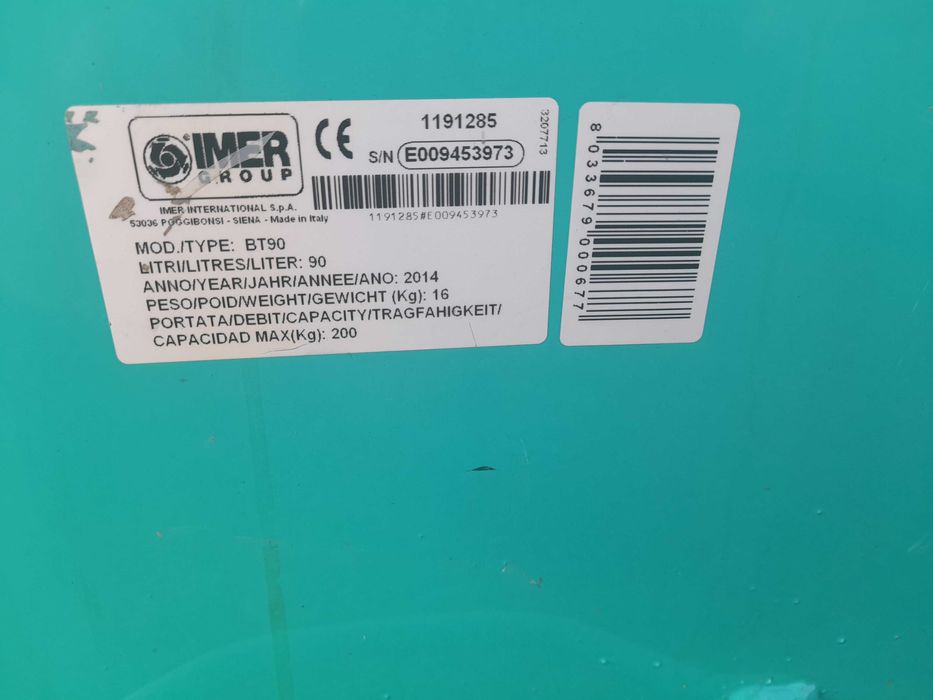 IMER
GROUP
CE
1191285
S/N E009453973
3207713
1191285#E009453973
IMER INTERNATIONAL S.p.A.
53036 POGGIBONSI - SIENA - Made in Italy
MOD./TYPE: BT90
LITRI/LITRES/LITER: 90
ANNO/YEAR/JAHR/ANNEE/ANO: 2014
PESO/POID/WEIGHT/GEWICHT (Kg): 16
PORTATA/DEBIT/CAPACITY/TRAGFAHIGKEIT/
CAPACIDAD MAX(Kg): 200
8033679000677